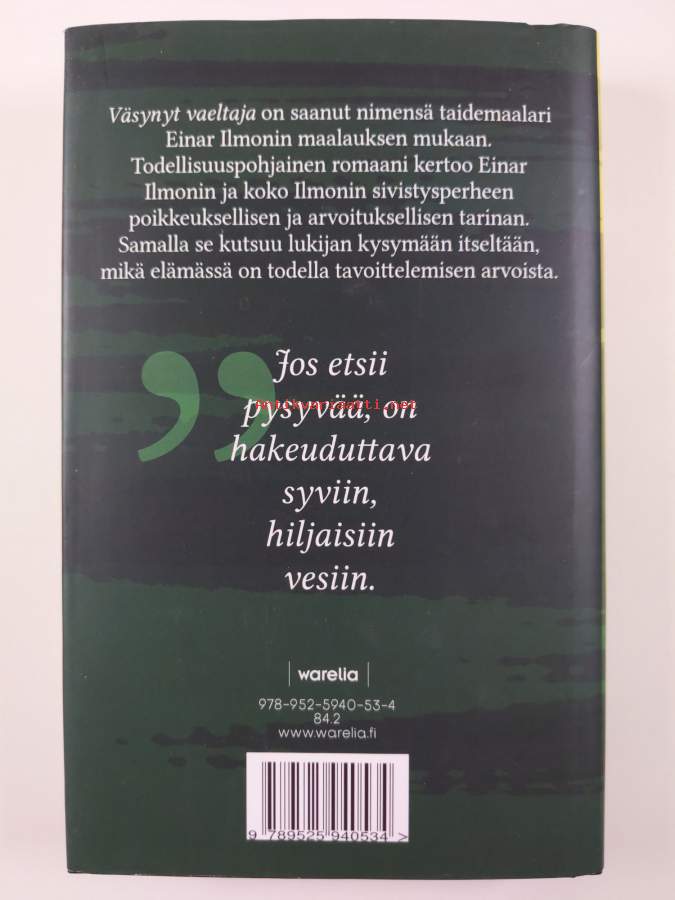 Väsynyt vaeltaja on saanut nimensä taidemaalari
Einar Ilmonin maalauksen mukaan.
Todellisuuspohjainen romaani kertoo Einar
Ilmonin ja koko Ilmonin sivistysperheen
poikkeuksellisen ja arvoituksellisen tarinan.
Samalla se kutsuu lukijan kysymään itseltään,
mikä elämässä on todella tavoittelemisen arvoista.
”
Jos etsii
pysyvää, on
Antikvariaatti.net
hakeuduttava
syviin,
hiljaisiin
vesiin.
| warelia |
978-952-5940-53-4
84.2
www.warelia.fi
9 789525 940534 >